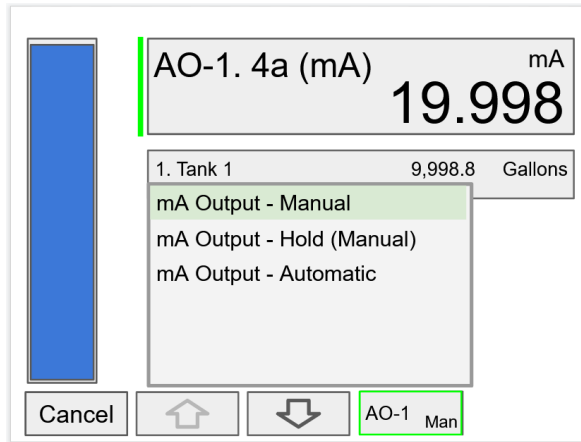 AO-1. 4a (mA)
mA
19.998
1. Tank 1 9,998.8 Gallons
mA Output - Manual
mA Output - Hold (Manual)
mA Output - Automatic
Cancel
AO-1 Man